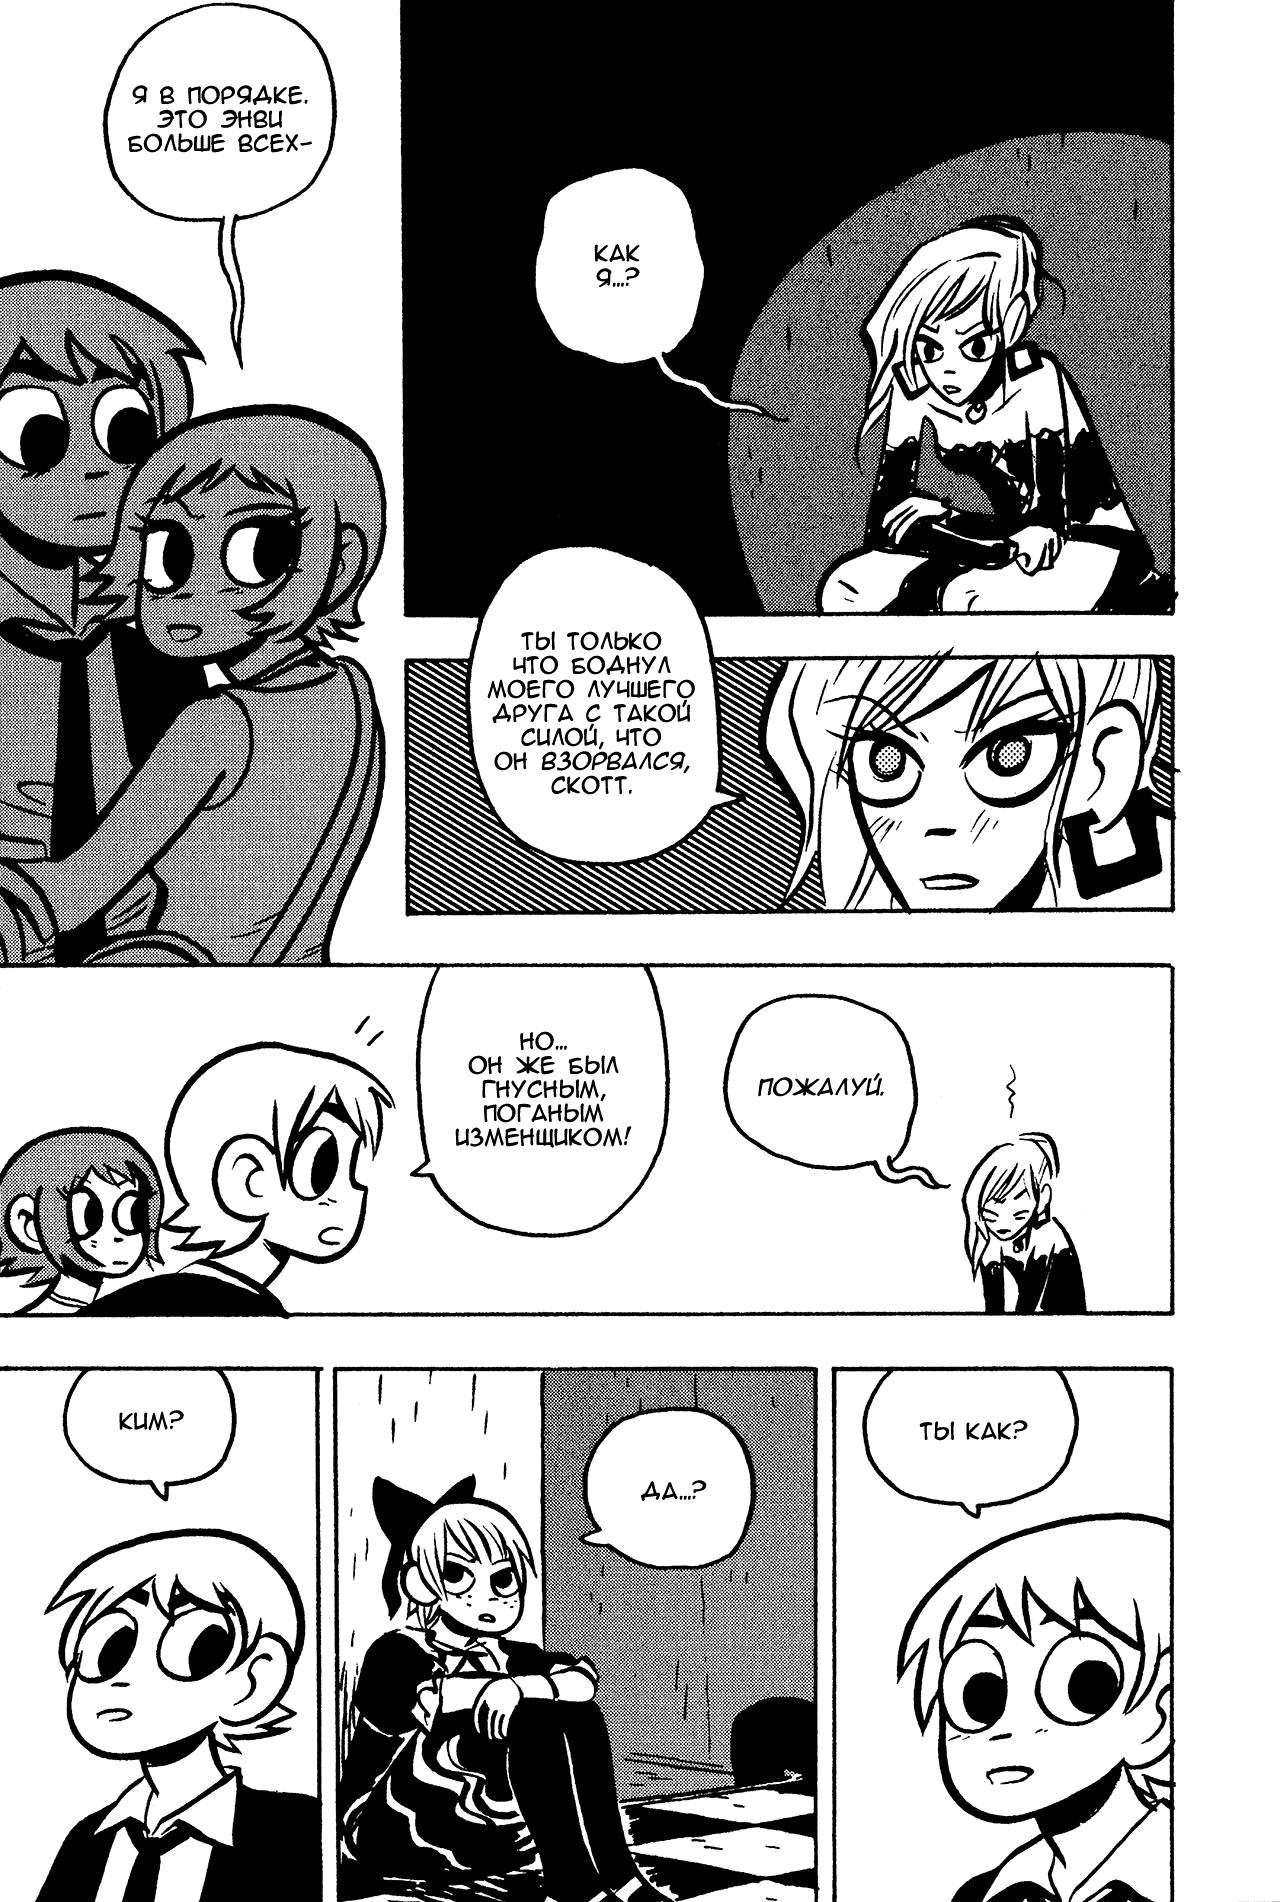 Я В ПОРЯДКЕ.
ЭТО ЭНВИ
БОЛЬШЕ ВСЕХ-
КАК
Я...?
ТЫ ТОЛЬКО
ЧТО БОДНУЛ
МОЕГО ЛУЧШЕГО
ДРУГА С ТАКОЙ
СИЛОЙ, ЧТО
ОН ВЗОРВАЛСЯ,
СКОТТ.
НО...
ОН ЖЕ БЫЛ
ГНУСНЫМ,
ПОГАНЫМ
ИЗМЕНЩИКОМ!
ПОЖАЛУЙ.
КИМ?
ДА...?
ТЫ КАК?